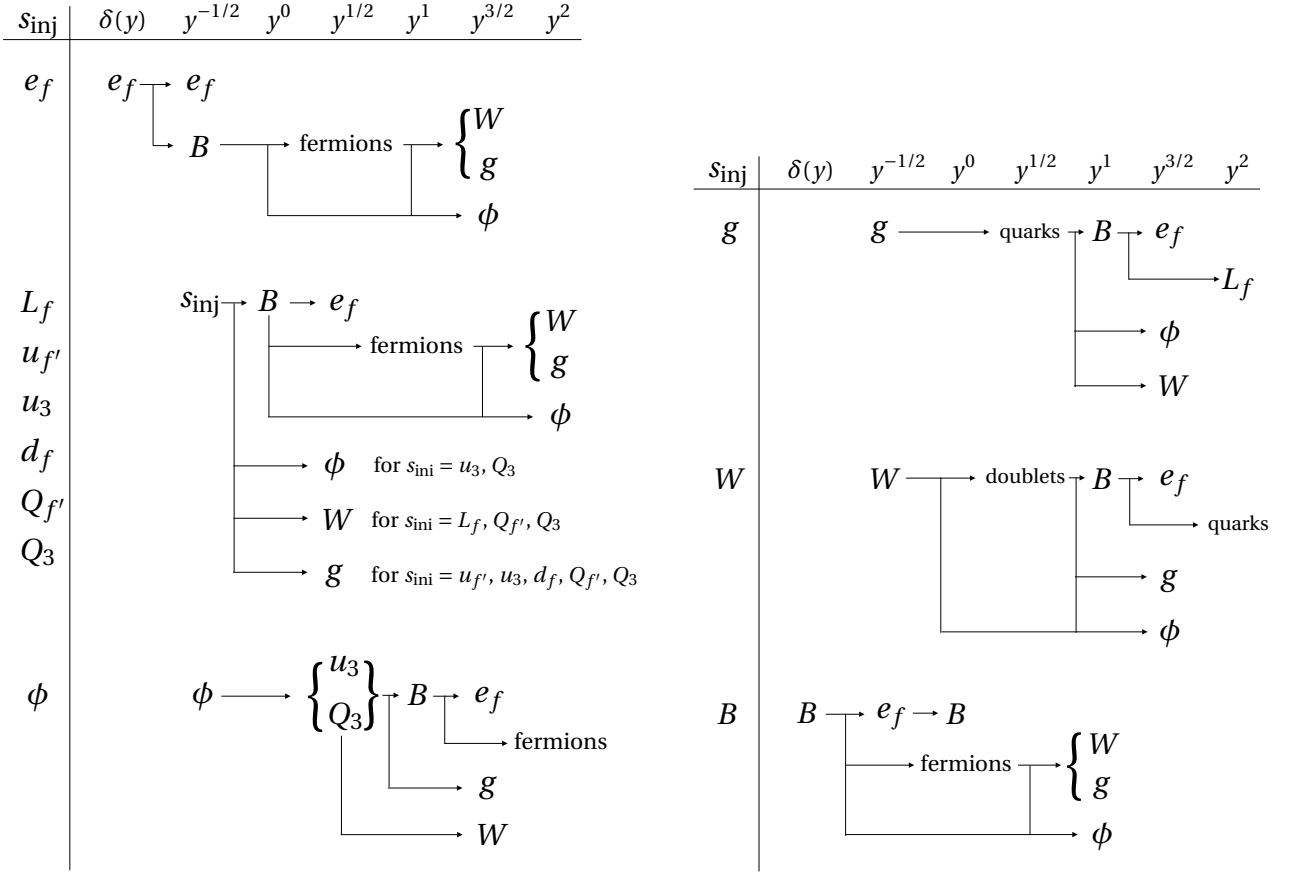 s_inj δ(y) y^{-1/2} y^0 y^{1/2} y^1 y^{3/2} y^2
e_f e_f e_f
B fermions { W
g
ϕ
L_f s_inj B e_f
u_{f'} fermions { W
g
u_3 ϕ
d_f ϕ for s_ini = u_3, Q_3
Q_{f'} W for s_ini = L_f, Q_{f'}, Q_3
Q_3 g for s_ini = u_{f'}, u_3, d_f, Q_{f'}, Q_3
ϕ ϕ { u_3
Q_3 } B e_f
fermions
g
W
s_inj δ(y) y^{-1/2} y^0 y^{1/2} y^1 y^{3/2} y^2
g g quarks B e_f
L_f
ϕ
W
W W doublets B e_f
quarks
g
ϕ
B B e_f B
fermions { W
g
ϕ